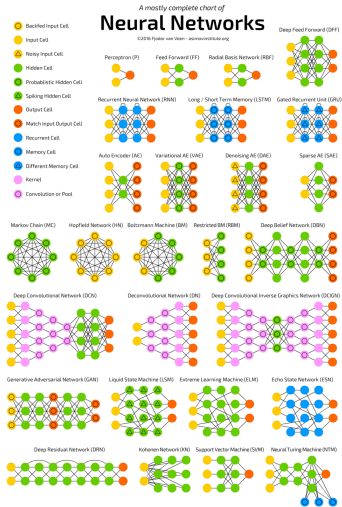 A mostly complete chart of
Neural Networks
©2016 Fjodor van Veen - asimovinstitute.org
Backfed Input Cell
Input Cell
Noisy Input Cell
Hidden Cell
Probablistic Hidden Cell
Spiking Hidden Cell
Output Cell
Match Input Output Cell
Recurrent Cell
Memory Cell
Different Memory Cell
Kernel
Convolution or Pool
Deep Feed Forward (DFF)
Perceptron (P) Feed Forward (FF) Radial Basis Network (RBF)
Recurrent Neural Network (RNN) Long / Short Term Memory (LSTM) Gated Recurrent Unit (GRU)
Auto Encoder (AE) Variational AE (VAE) Denoising AE (DAE) Sparse AE (SAE)
Markov Chain (MC) Hopfield Network (HN) Boltzmann Machine (BM) Restricted BM (RBM) Deep Belief Network (DBN)
Deep Convolutional Network (DCN) Deconvolutional Network (DN) Deep Convolutional Inverse Graphics Network (DCIGN)
Generative Adversarial Network (GAN) Liquid State Machine (LSM) Extreme Learning Machine (ELM) Echo State Network (ESN)
Deep Residual Network (DRN) Kohonen Network (KN) Support Vector Machine (SVM) Neural Turing Machine (NTM)